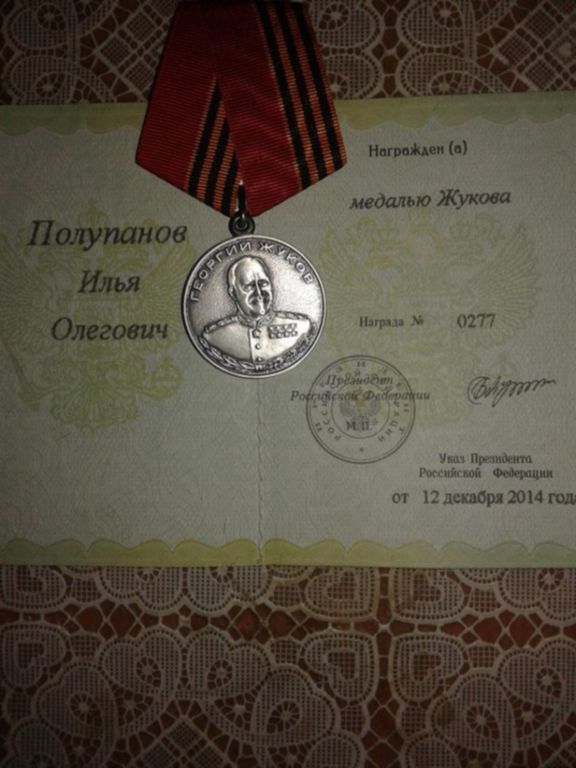 Награжден (а)
медалью Жукова
Полупанов
Илья
Олегович
ГЕОРГИЙ ЖУКОВ
Награда № 0277
Президент
Российской Федерации
М.П.
Указ Президента
Российской Федерации
от 12 декабря 2014 года